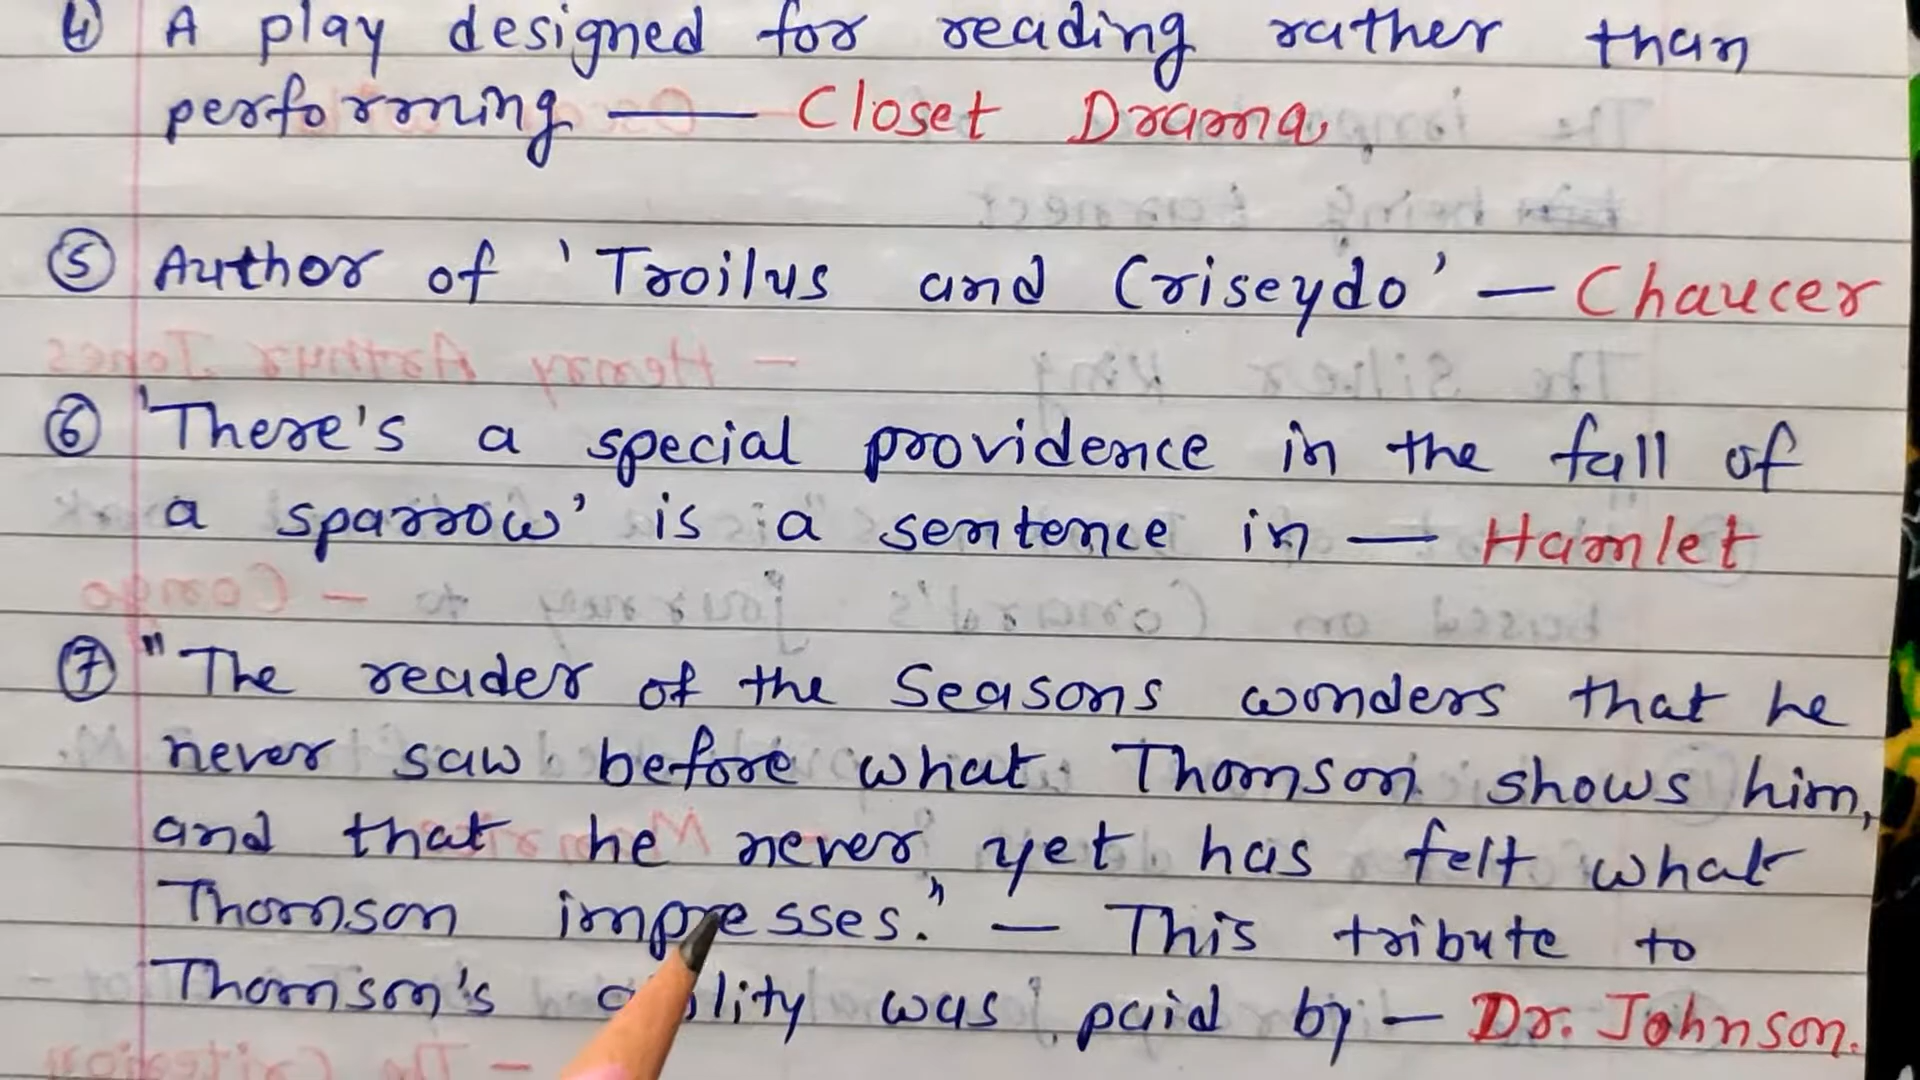 ④ A play designed for reading rather than
performing — Closet Drama
⑤ Author of 'Troilus and Criseydo' — Chaucer
⑥ 'There's a special providence in the fall of
a sparrow' is a sentence in — Hamlet
⑦ "The reader of the Seasons wonders that he
never saw before what Thomson shows him,
and that he never yet has felt what
Thomson impresses." — This tribute to
Thomson's was paid by — Dr. Johnson.